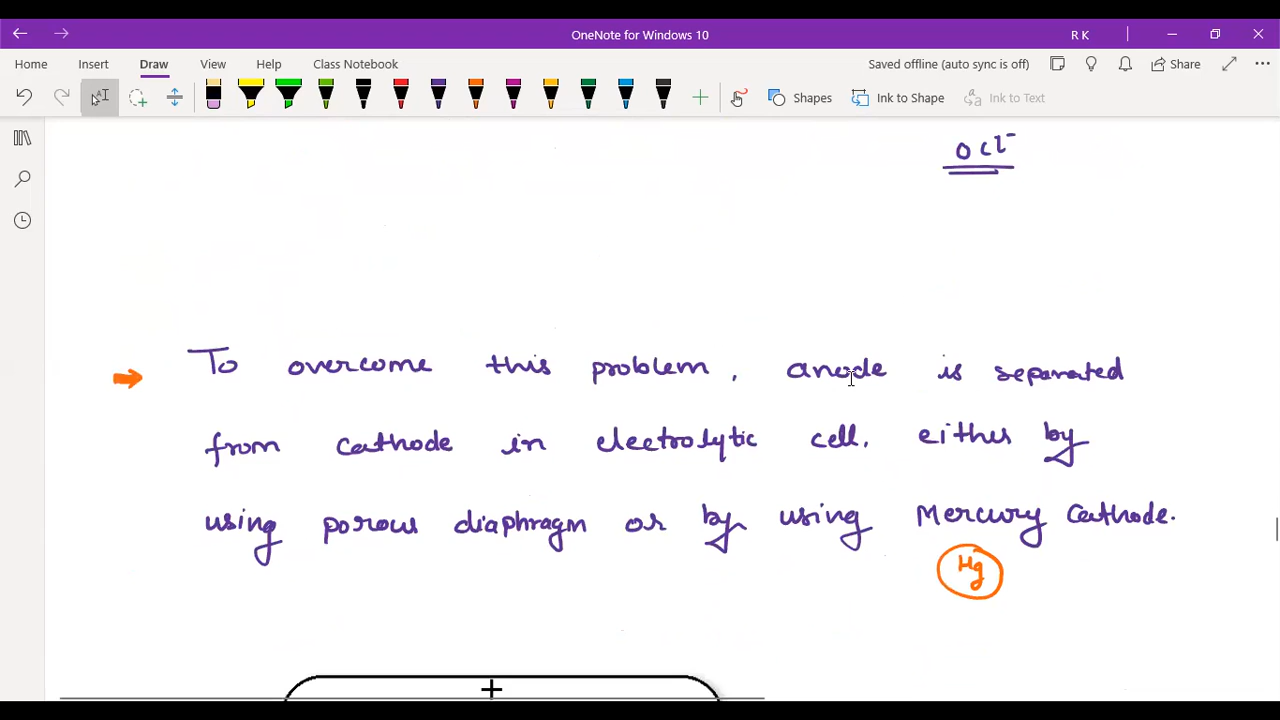 OneNote for Windows 10
R K
Home Insert Draw View Help Class Notebook
Saved offline (auto sync is off)
Share
Shapes
Ink to Shape
Ink to Text
OCl⁻
To overcome this problem, anode is separated
from cathode in electrolytic cell, either by
using porous diaphragm or by using Mercury Cathode.
Hg
+